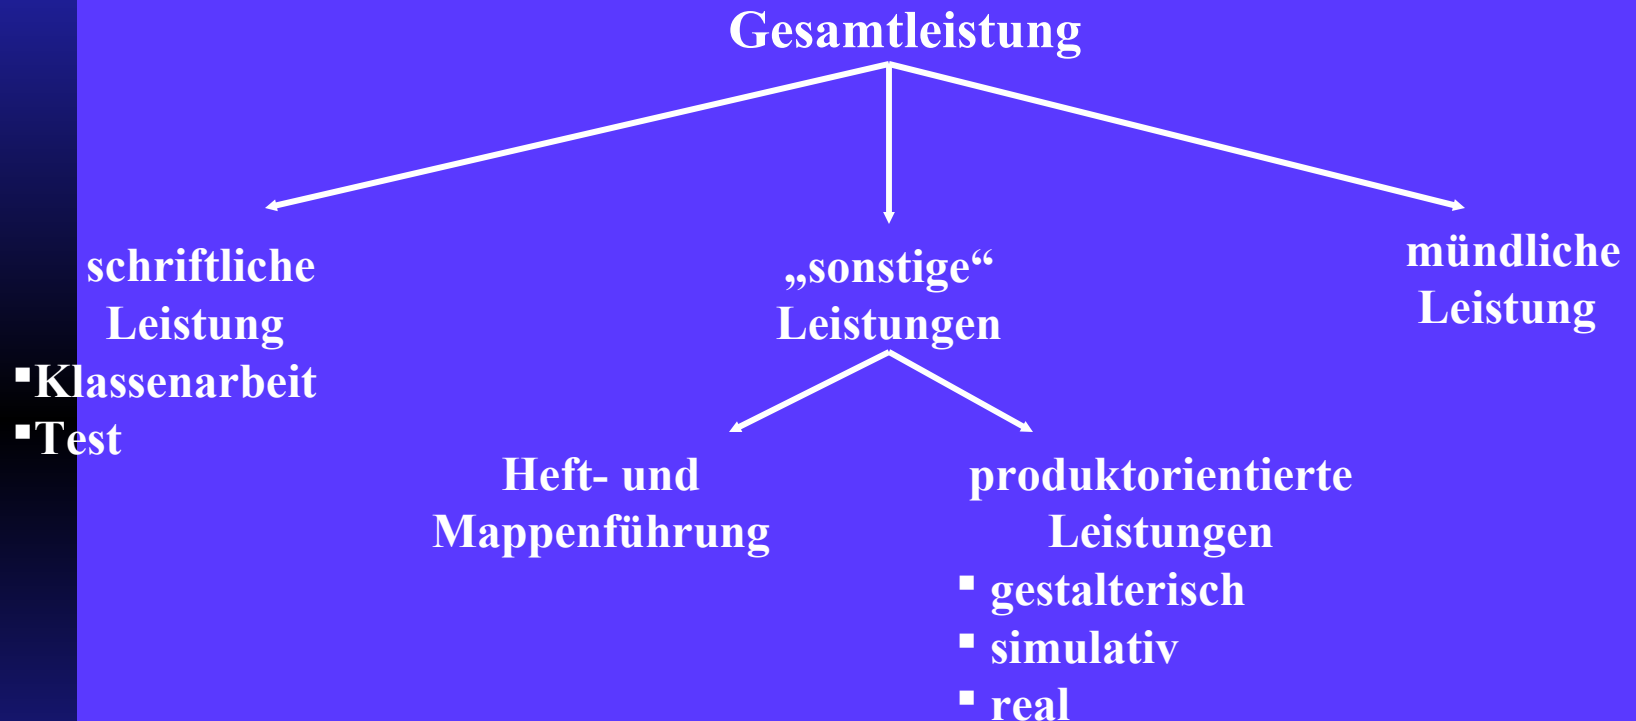 Gesamtleistung
schriftliche
Leistung
▪Klassenarbeit
▪Test
„sonstige“
Leistungen
mündliche
Leistung
Heft- und
Mappenführung
produktorientierte
Leistungen
▪ gestalterisch
▪ simulativ
▪ real